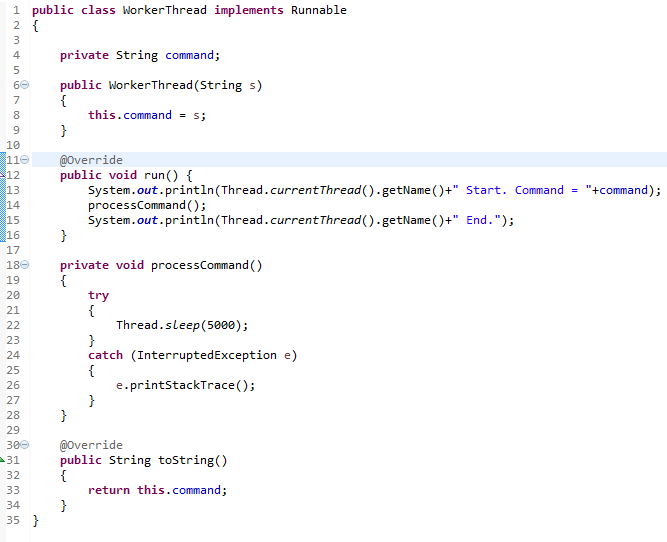 1 public class WorkerThread implements Runnable
2 {
3
4     private String command;
5
6     public WorkerThread(String s)
7     {
8         this.command = s;
9     }
10
11     @Override
12     public void run() {
13         System.out.println(Thread.currentThread().getName()+" Start. Command = "+command);
14         processCommand();
15         System.out.println(Thread.currentThread().getName()+" End.");
16     }
17
18     private void processCommand()
19     {
20         try
21         {
22             Thread.sleep(5000);
23         }
24         catch (InterruptedException e)
25         {
26             e.printStackTrace();
27         }
28     }
29
30     @Override
31     public String toString()
32     {
33         return this.command;
34     }
35 }